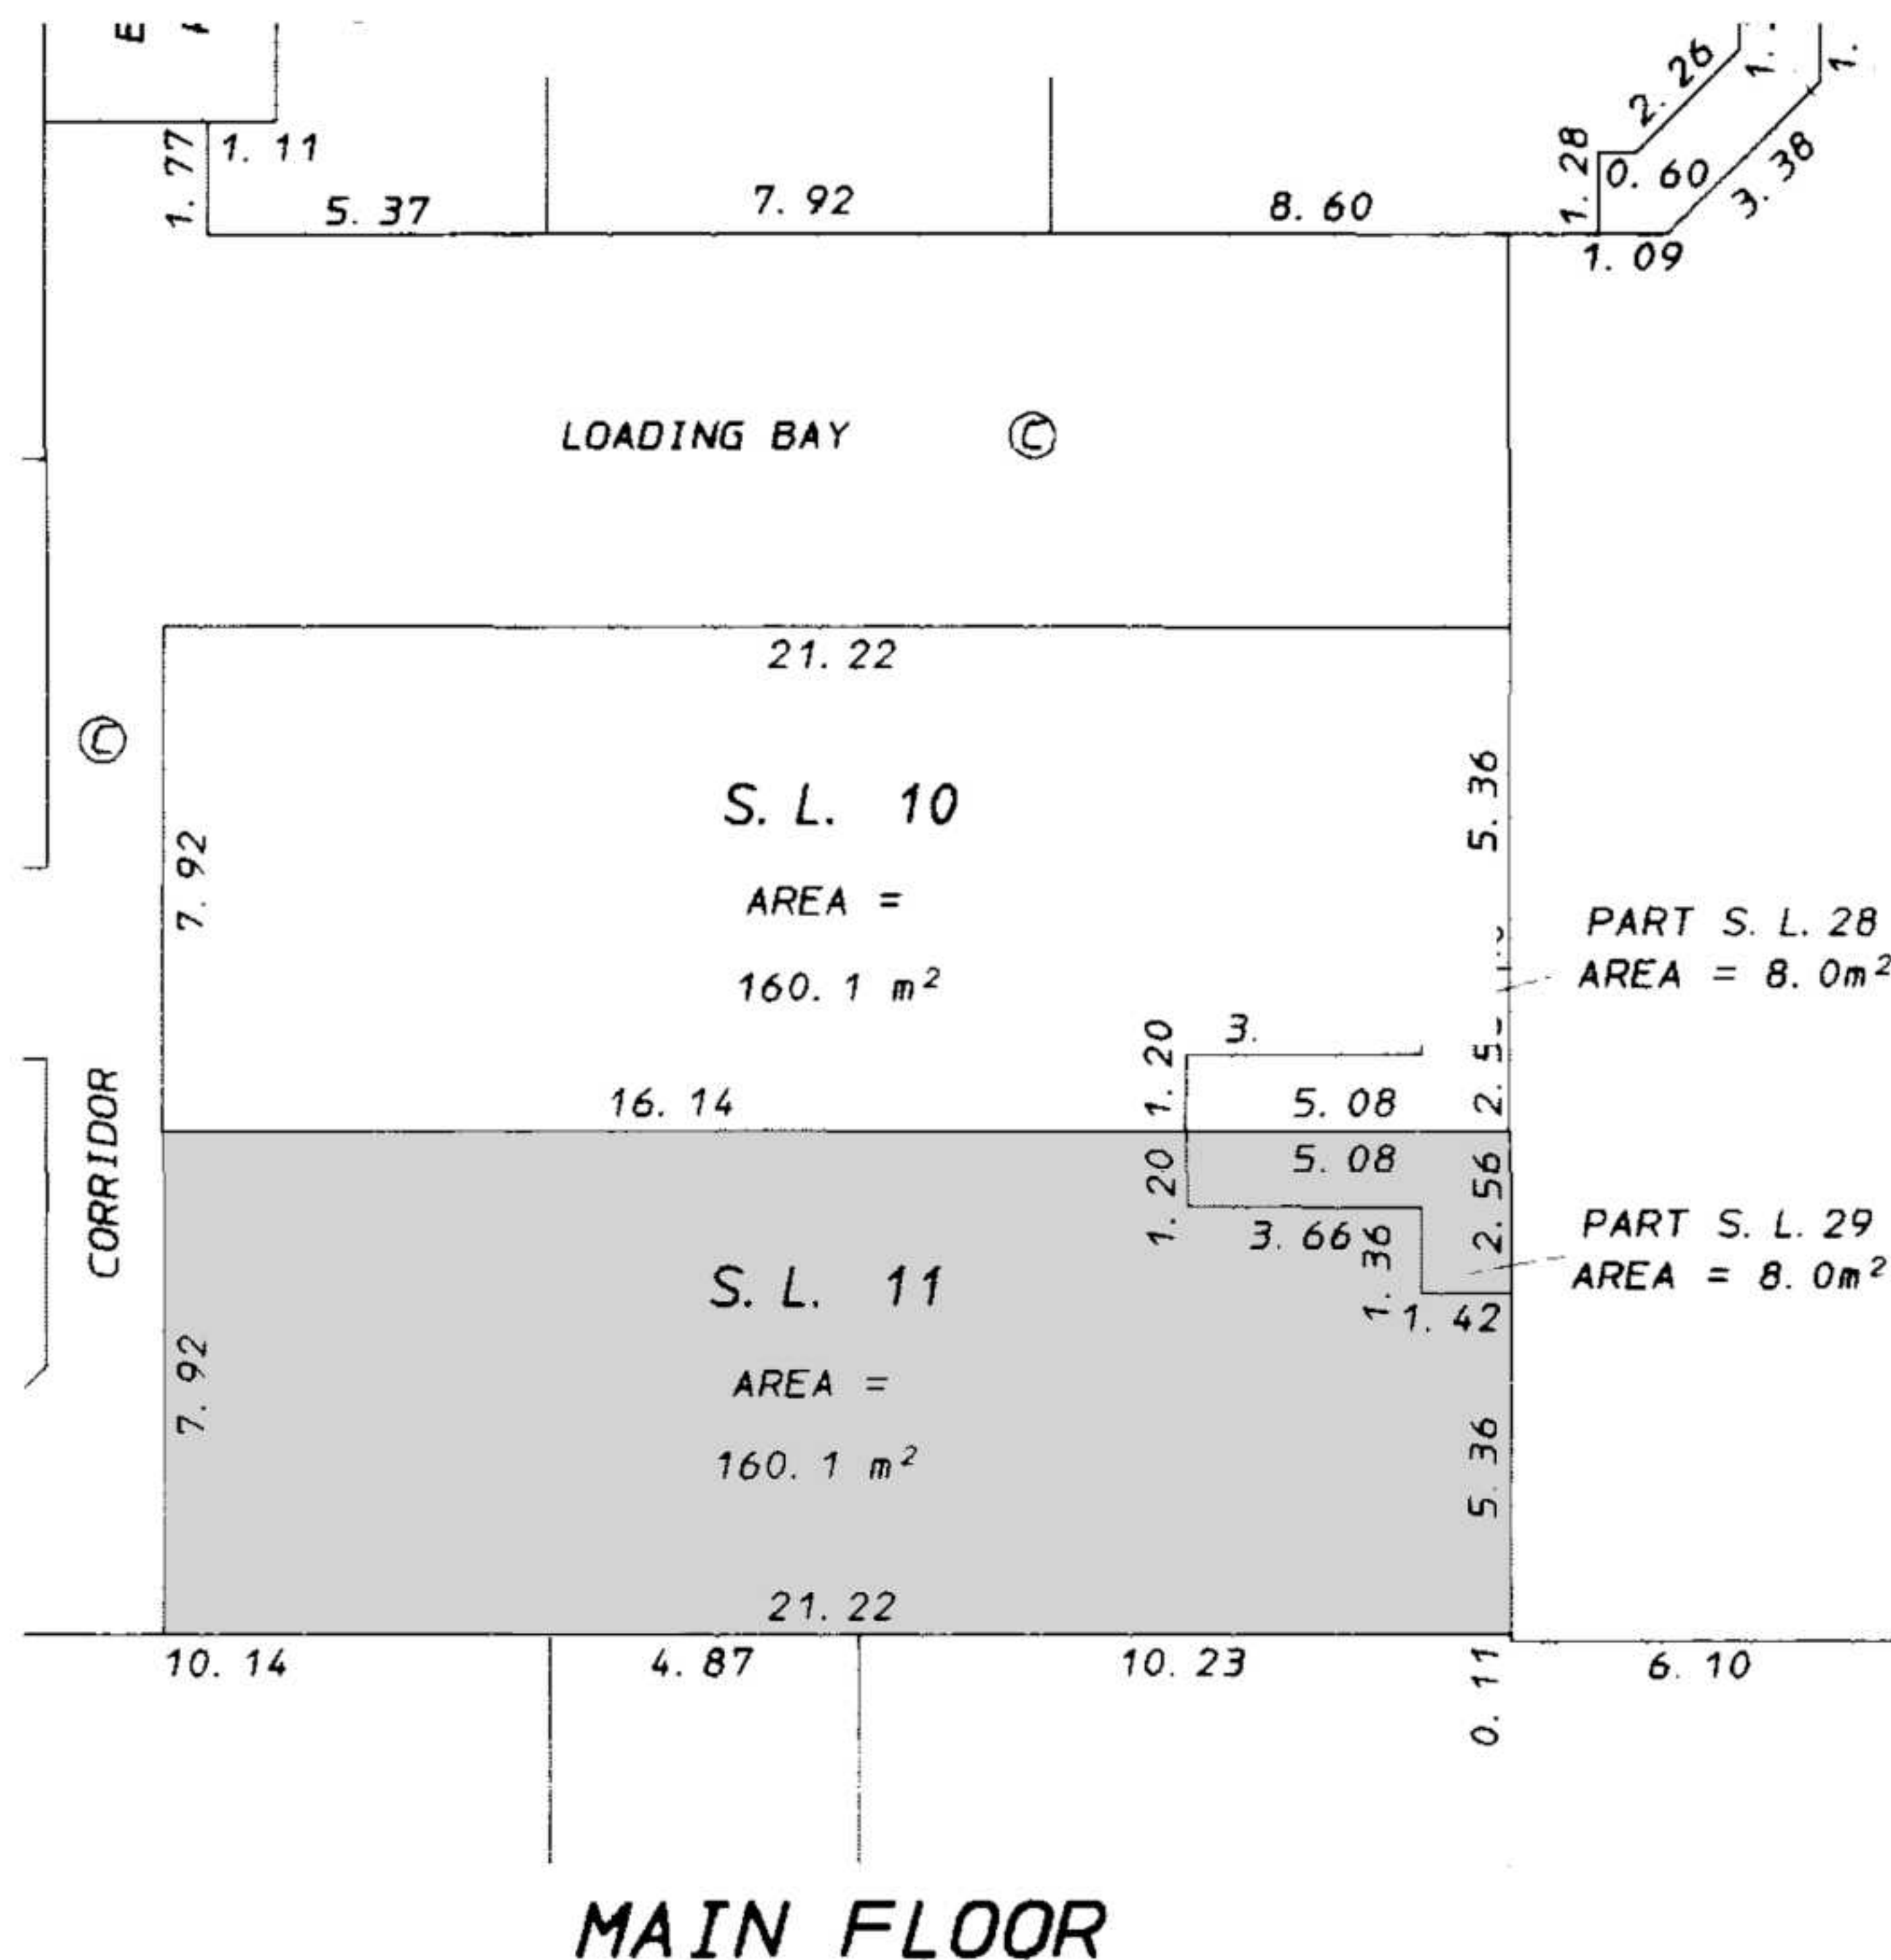 E
2. 26
1.
1.
1. 77
1. 11
5. 37
7. 92
8. 60
1. 28
0. 60
3. 38
1. 09
LOADING BAY
C
21. 22
C
S. L. 10
AREA =
160. 1 m²
7. 92
5. 36
PART S. L. 28
AREA = 8. 0m²
1. 20
3.
16. 14
5. 08
2. 5
CORRIDOR
1. 20
5. 08
2. 56
3. 66
1. 36
PART S. L. 29
AREA = 8. 0m²
1. 42
S. L. 11
AREA =
160. 1 m²
7. 92
5. 36
21. 22
10. 14
4. 87
10. 23
0. 11
6. 10
MAIN FLOOR